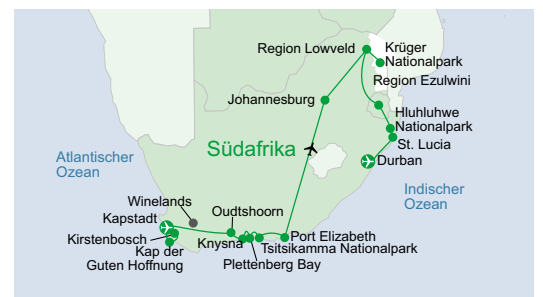 Region Lowveld
Krüger
Nationalpark
Region Ezulwini
Johannesburg
Hluhluhwe
Nationalpark
St. Lucia
Südafrika
Durban
Atlantischer
Ozean
Indischer
Ozean
Winelands
Kapstadt
Oudtshoorn
Kirstenbosch
Knysna
Port Elizabeth
Tsitsikamma Nationalpark
Kap der
Guten Hoffnung
Plettenberg Bay